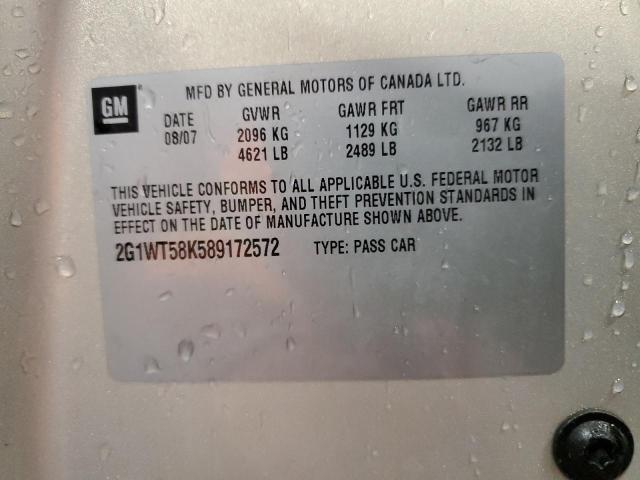 GM
MFD BY GENERAL MOTORS OF CANADA LTD.
DATE GVWR GAWR FRT GAWR RR
08/07 2096 KG 1129 KG 967 KG
4621 LB 2489 LB 2132 LB
THIS VEHICLE CONFORMS TO ALL APPLICABLE U.S. FEDERAL MOTOR
VEHICLE SAFETY, BUMPER, AND THEFT PREVENTION STANDARDS IN
EFFECT ON THE DATE OF MANUFACTURE SHOWN ABOVE.
2G1WT58K589172572 TYPE: PASS CAR